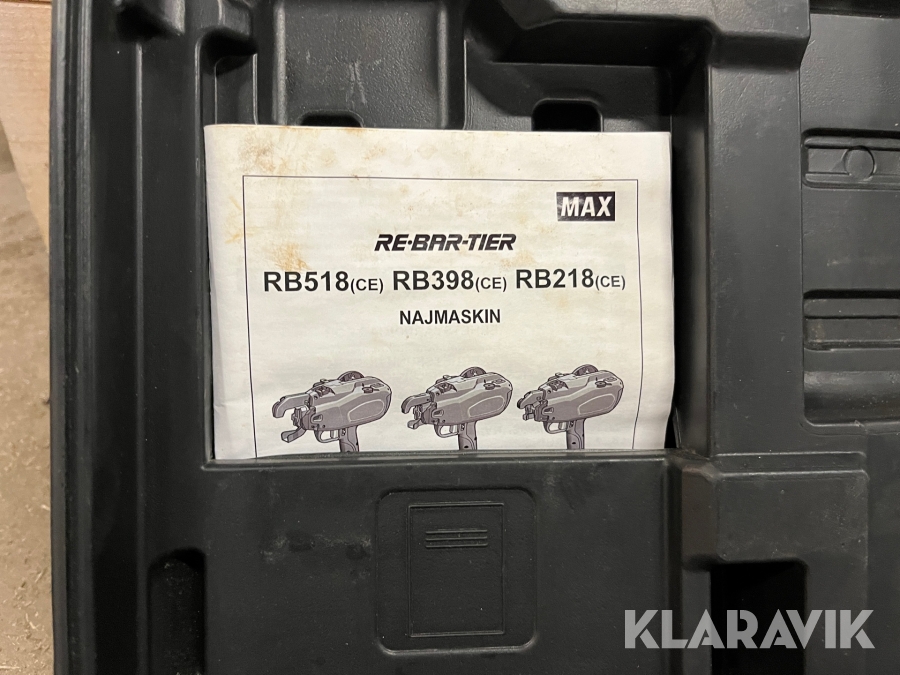 MAX
RE-BAR-TIER
RB518(CE) RB398(CE) RB218(CE)
NAJMASKIN
KLARAVIK